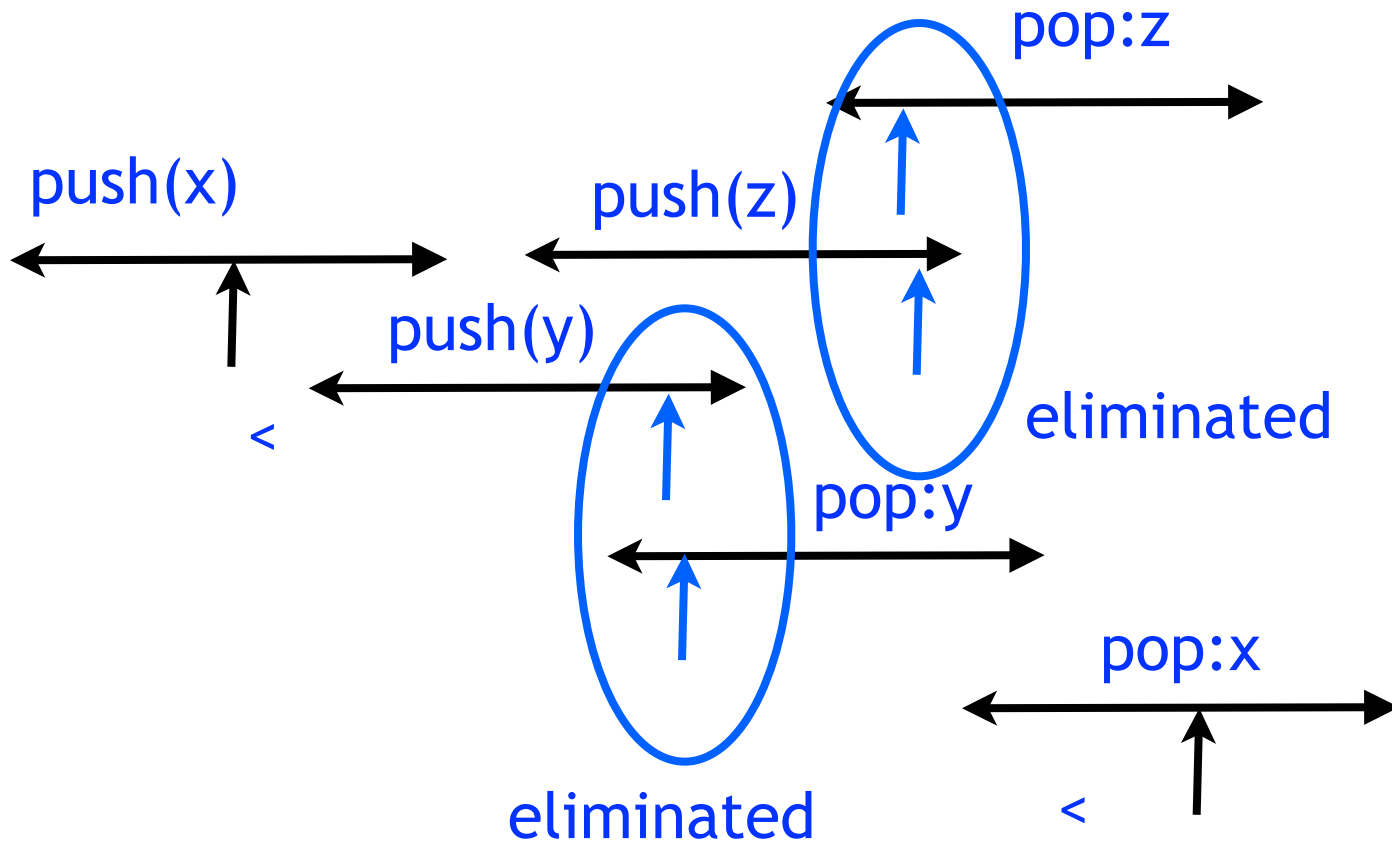 pop:z
push(x)
push(z)
push(y)
<
eliminated
pop:y
pop:x
eliminated
<